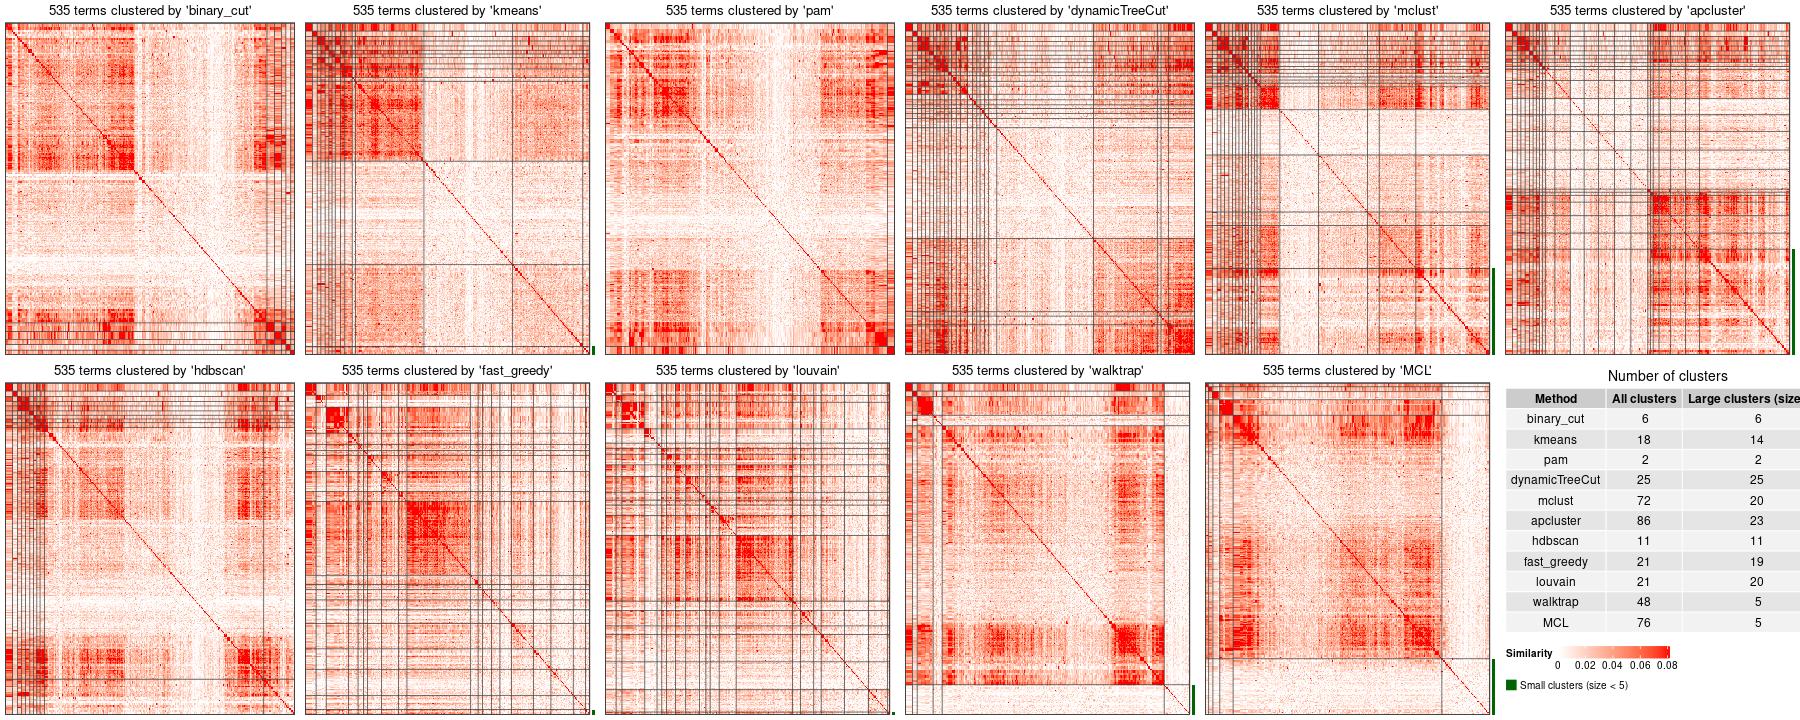 535 terms clustered by 'binary_cut'
535 terms clustered by 'kmeans'
535 terms clustered by 'pam'
535 terms clustered by 'dynamicTreeCut'
535 terms clustered by 'mclust'
535 terms clustered by 'apcluster'
535 terms clustered by 'hdbscan'
535 terms clustered by 'fast_greedy'
535 terms clustered by 'louvain'
535 terms clustered by 'walktrap'
535 terms clustered by 'MCL'
Number of clusters
Method All clusters Large clusters (size
binary_cut 6 6
kmeans 18 14
pam 2 2
dynamicTreeCut 25 25
mclust 72 20
apcluster 86 23
hdbscan 11 11
fast_greedy 21 19
louvain 21 20
walktrap 48 5
MCL 76 5
Similarity
0 0.02 0.04 0.06 0.08
Small clusters (size < 5)